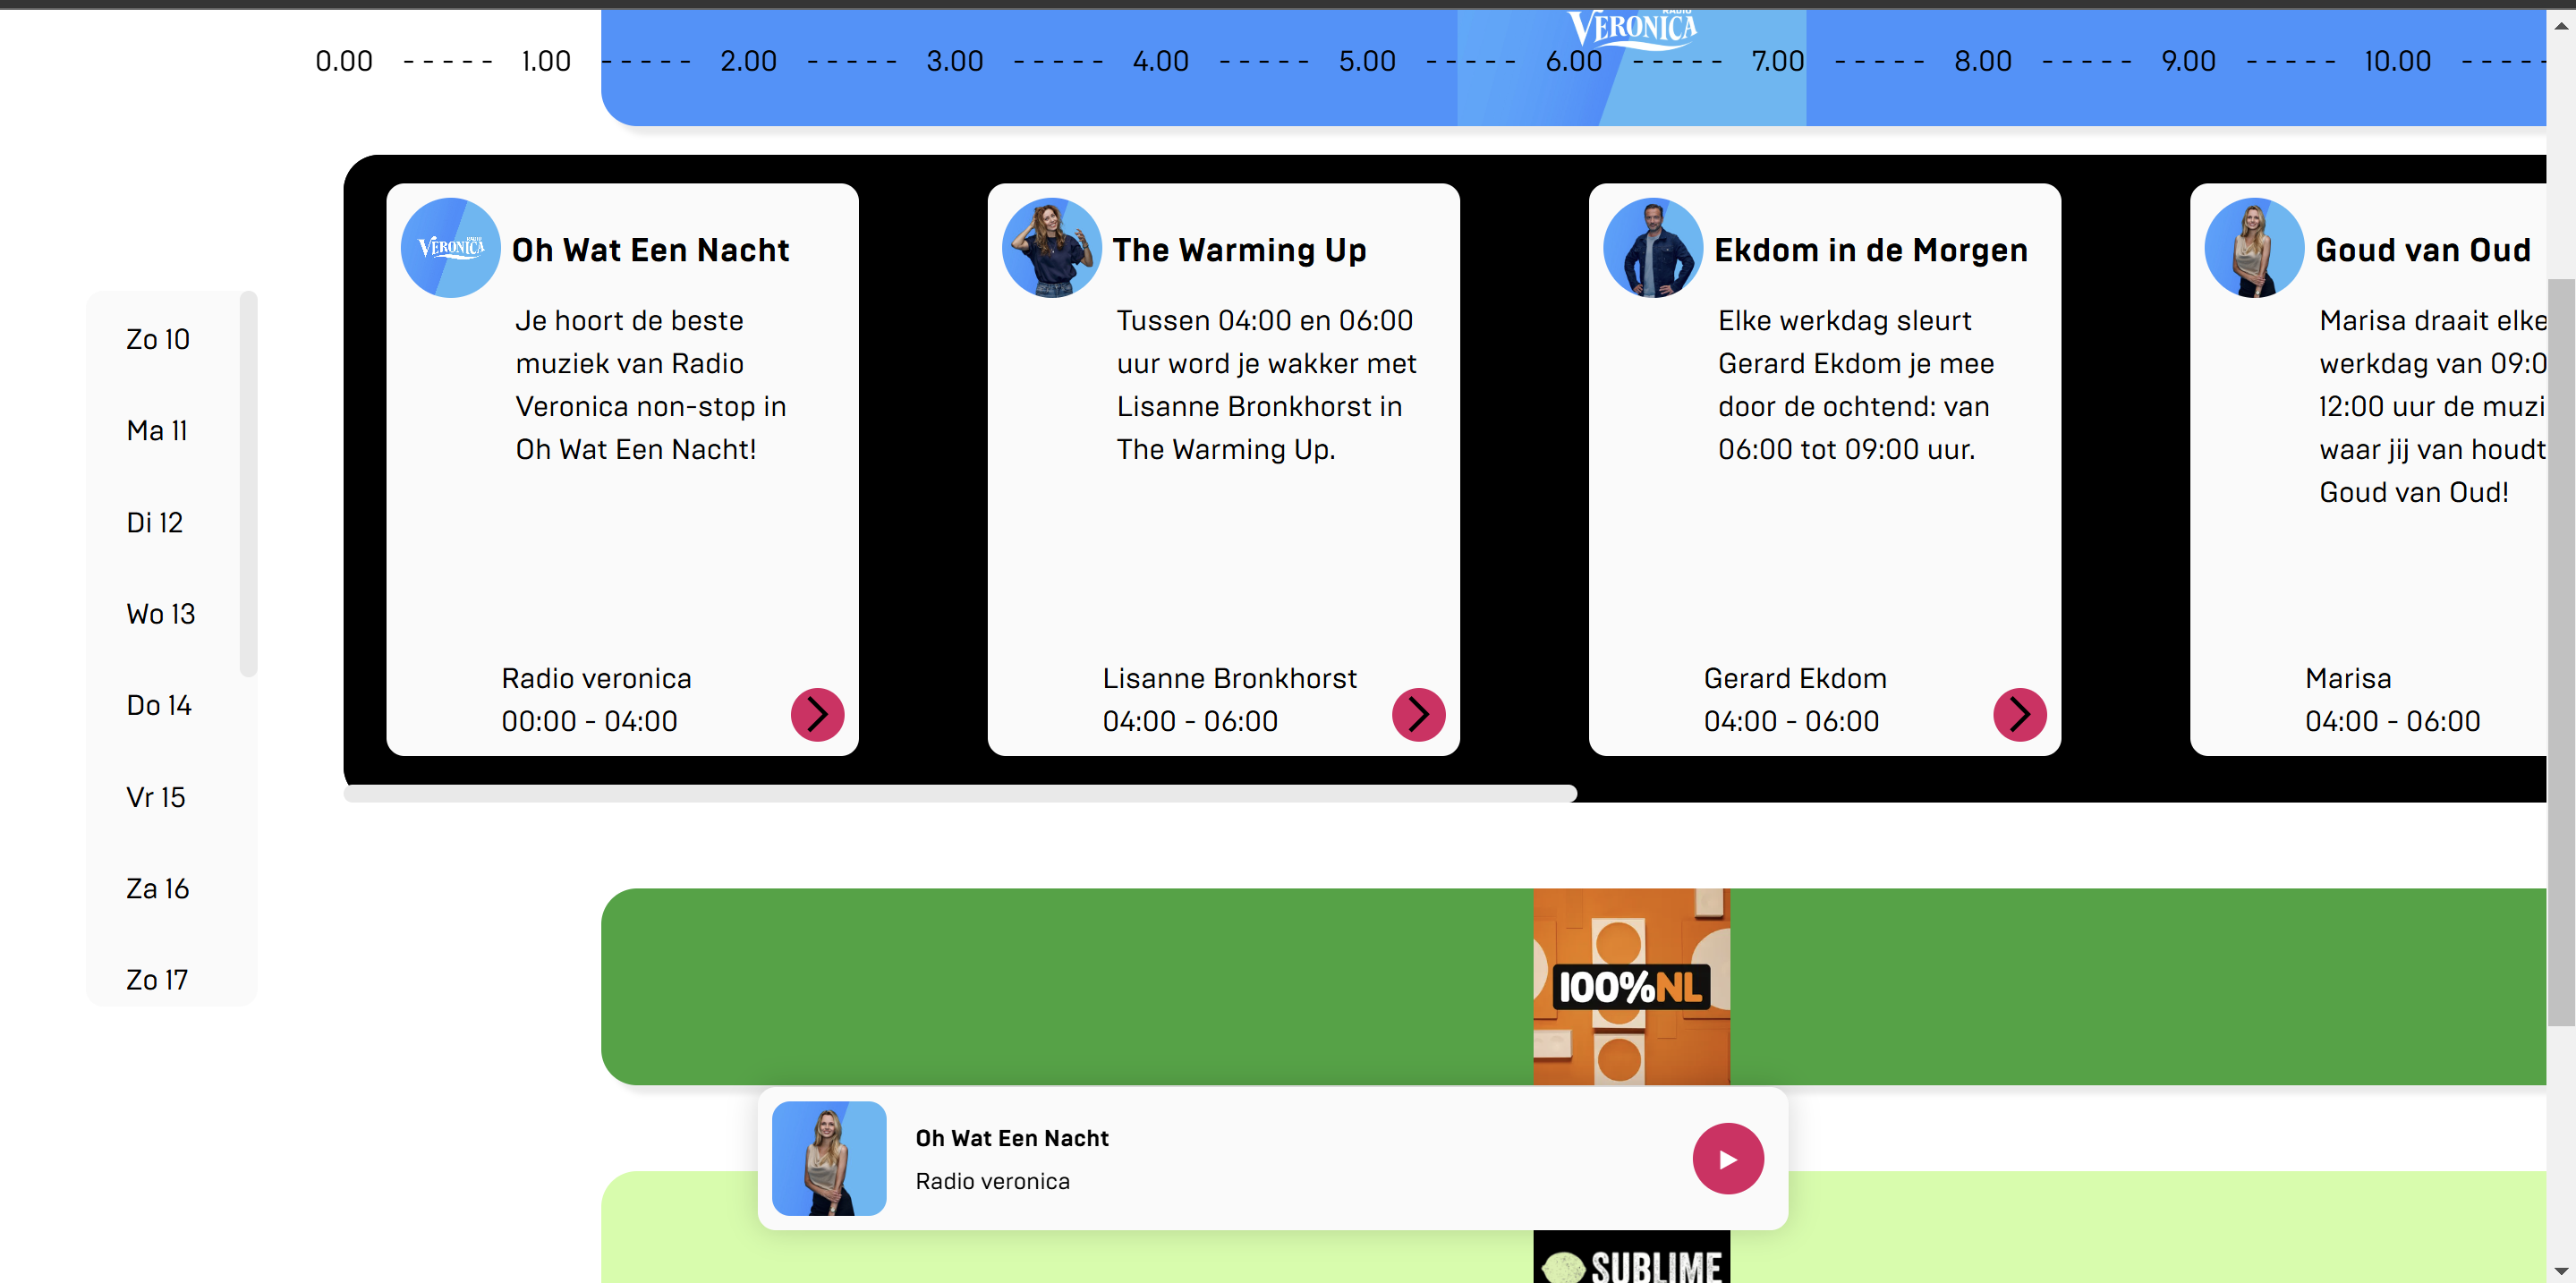 RADIO
VERONICA
0.00 ----- 1.00 ----- 2.00 ----- 3.00 ----- 4.00 ----- 5.00 ----- 6.00 ----- 7.00 ----- 8.00 ----- 9.00 ----- 10.00 -----
Zo 10
Ma 11
Di 12
Wo 13
Do 14
Vr 15
Za 16
Zo 17
RADIO
VERONICA
Oh Wat Een Nacht
Je hoort de beste
muziek van Radio
Veronica non-stop in
Oh Wat Een Nacht!
Radio veronica
00:00 - 04:00
The Warming Up
Tussen 04:00 en 06:00
uur word je wakker met
Lisanne Bronkhorst in
The Warming Up.
Lisanne Bronkhorst
04:00 - 06:00
Ekdom in de Morgen
Elke werkdag sleurt
Gerard Ekdom je mee
door de ochtend: van
06:00 tot 09:00 uur.
Gerard Ekdom
04:00 - 06:00
Goud van Oud
Marisa draait elke
werkdag van 09:0
12:00 uur de muzi
waar jij van houdt
Goud van Oud!
Marisa
04:00 - 06:00
100%NL
Oh Wat Een Nacht
Radio veronica
SUBLIME